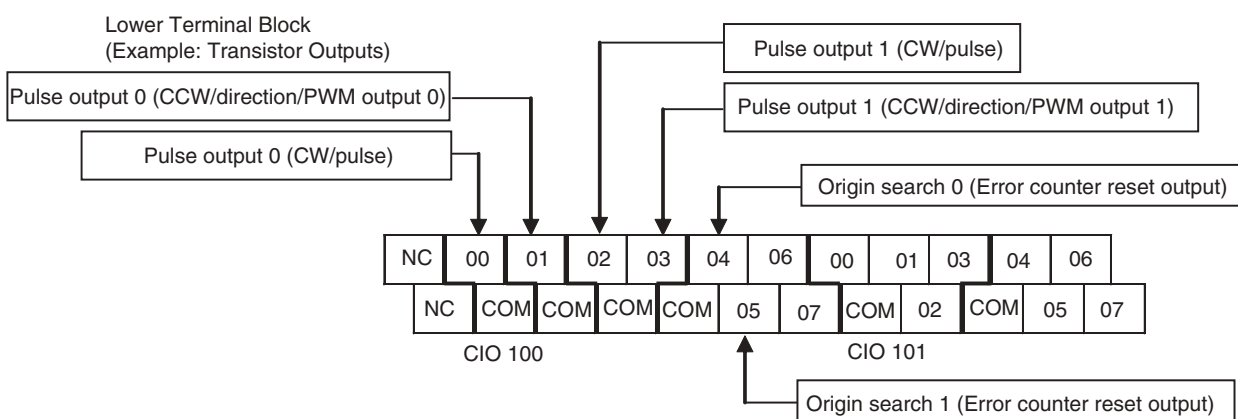 Lower Terminal Block
(Example: Transistor Outputs)
Pulse output 1 (CW/pulse)
Pulse output 0 (CCW/direction/PWM output 0)
Pulse output 1 (CCW/direction/PWM output 1)
Pulse output 0 (CW/pulse)
Origin search 0 (Error counter reset output)
NC 00 01 02 03 04 06 00 01 03 04 06
NC COM COM COM COM 05 07 COM 02 COM 05 07
CIO 100 CIO 101
Origin search 1 (Error counter reset output)